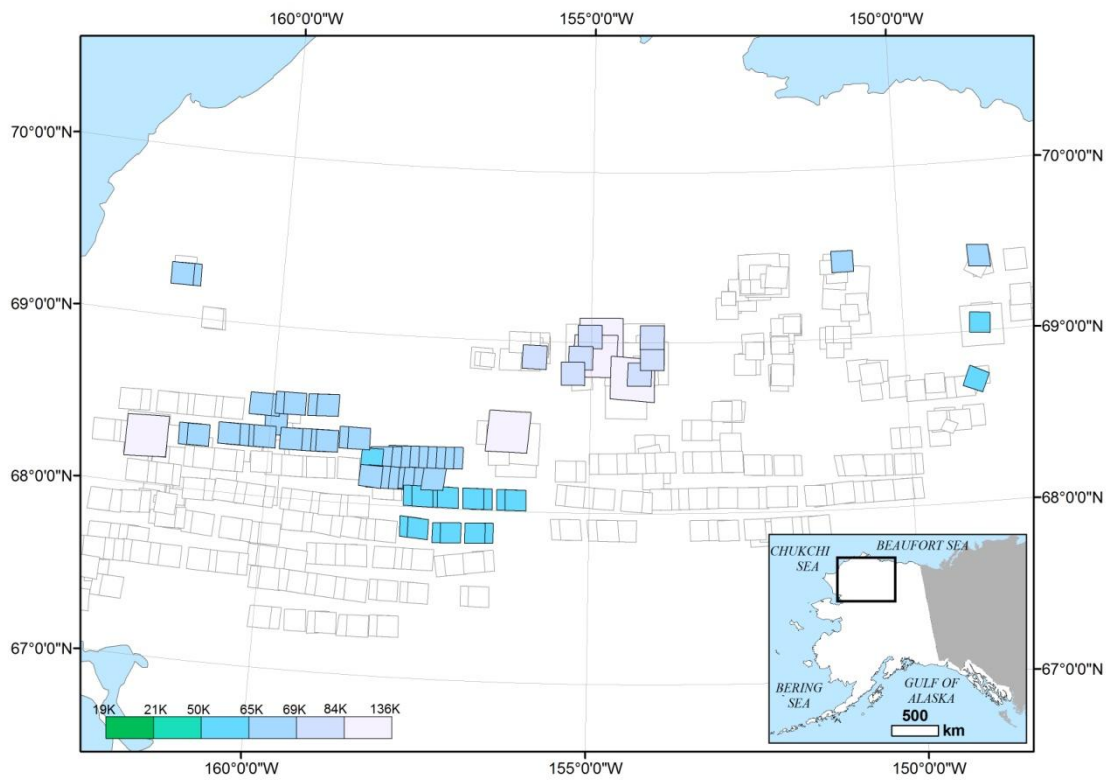 160°0'0"W 155°0'0"W 150°0'0"W
70°0'0"N 70°0'0"N
69°0'0"N 69°0'0"N
68°0'0"N 68°0'0"N
67°0'0"N 67°0'0"N
CHUKCHI SEA BEAUFORT SEA
BERING SEA GULF OF ALASKA
500 km
19K 21K 50K 65K 69K 84K 136K
160°0'0"W 155°0'0"W 150°0'0"W